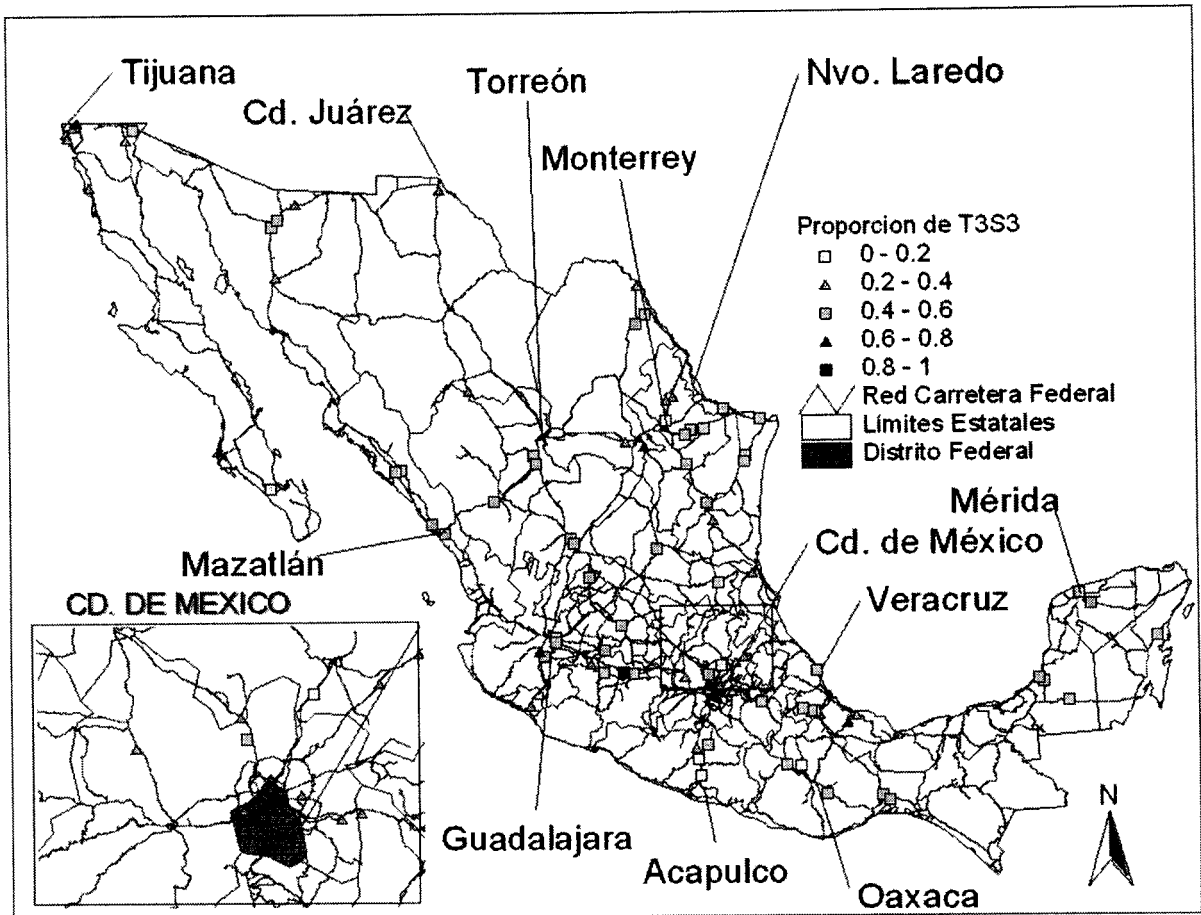 Tijuana
Torreón
Nvo. Laredo
Cd. Juárez
Monterrey
Proporcion de T3S3
0 - 0.2
0.2 - 0.4
0.4 - 0.6
0.6 - 0.8
0.8 - 1
Red Carretera Federal
Límites Estatales
Distrito Federal
Mérida
Cd. de México
Mazatlán
Veracruz
CD. DE MEXICO
N
Guadalajara
Acapulco
Oaxaca